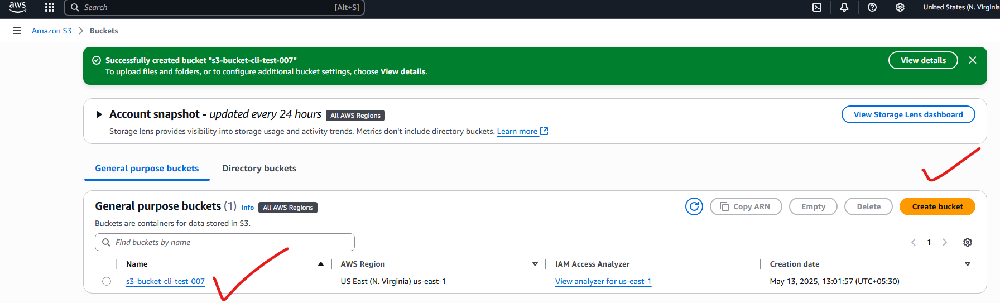 aws Search [Alt+S] United States (N. Virginia
Amazon S3 > Buckets
Successfully created bucket "s3-bucket-cli-test-007" View details
To upload files and folders, or to configure additional bucket settings, choose View details.
Account snapshot - updated every 24 hours All AWS Regions View Storage Lens dashboard
Storage lens provides visibility into storage usage and activity trends. Metrics don't include directory buckets. Learn more
General purpose buckets Directory buckets
General purpose buckets (1) Info All AWS Regions Copy ARN Empty Delete Create bucket
Buckets are containers for data stored in S3.
Find buckets by name 1
Name AWS Region IAM Access Analyzer Creation date
s3-bucket-cli-test-007 US East (N. Virginia) us-east-1 View analyzer for us-east-1 May 13, 2025, 13:01:57 (UTC+05:30)